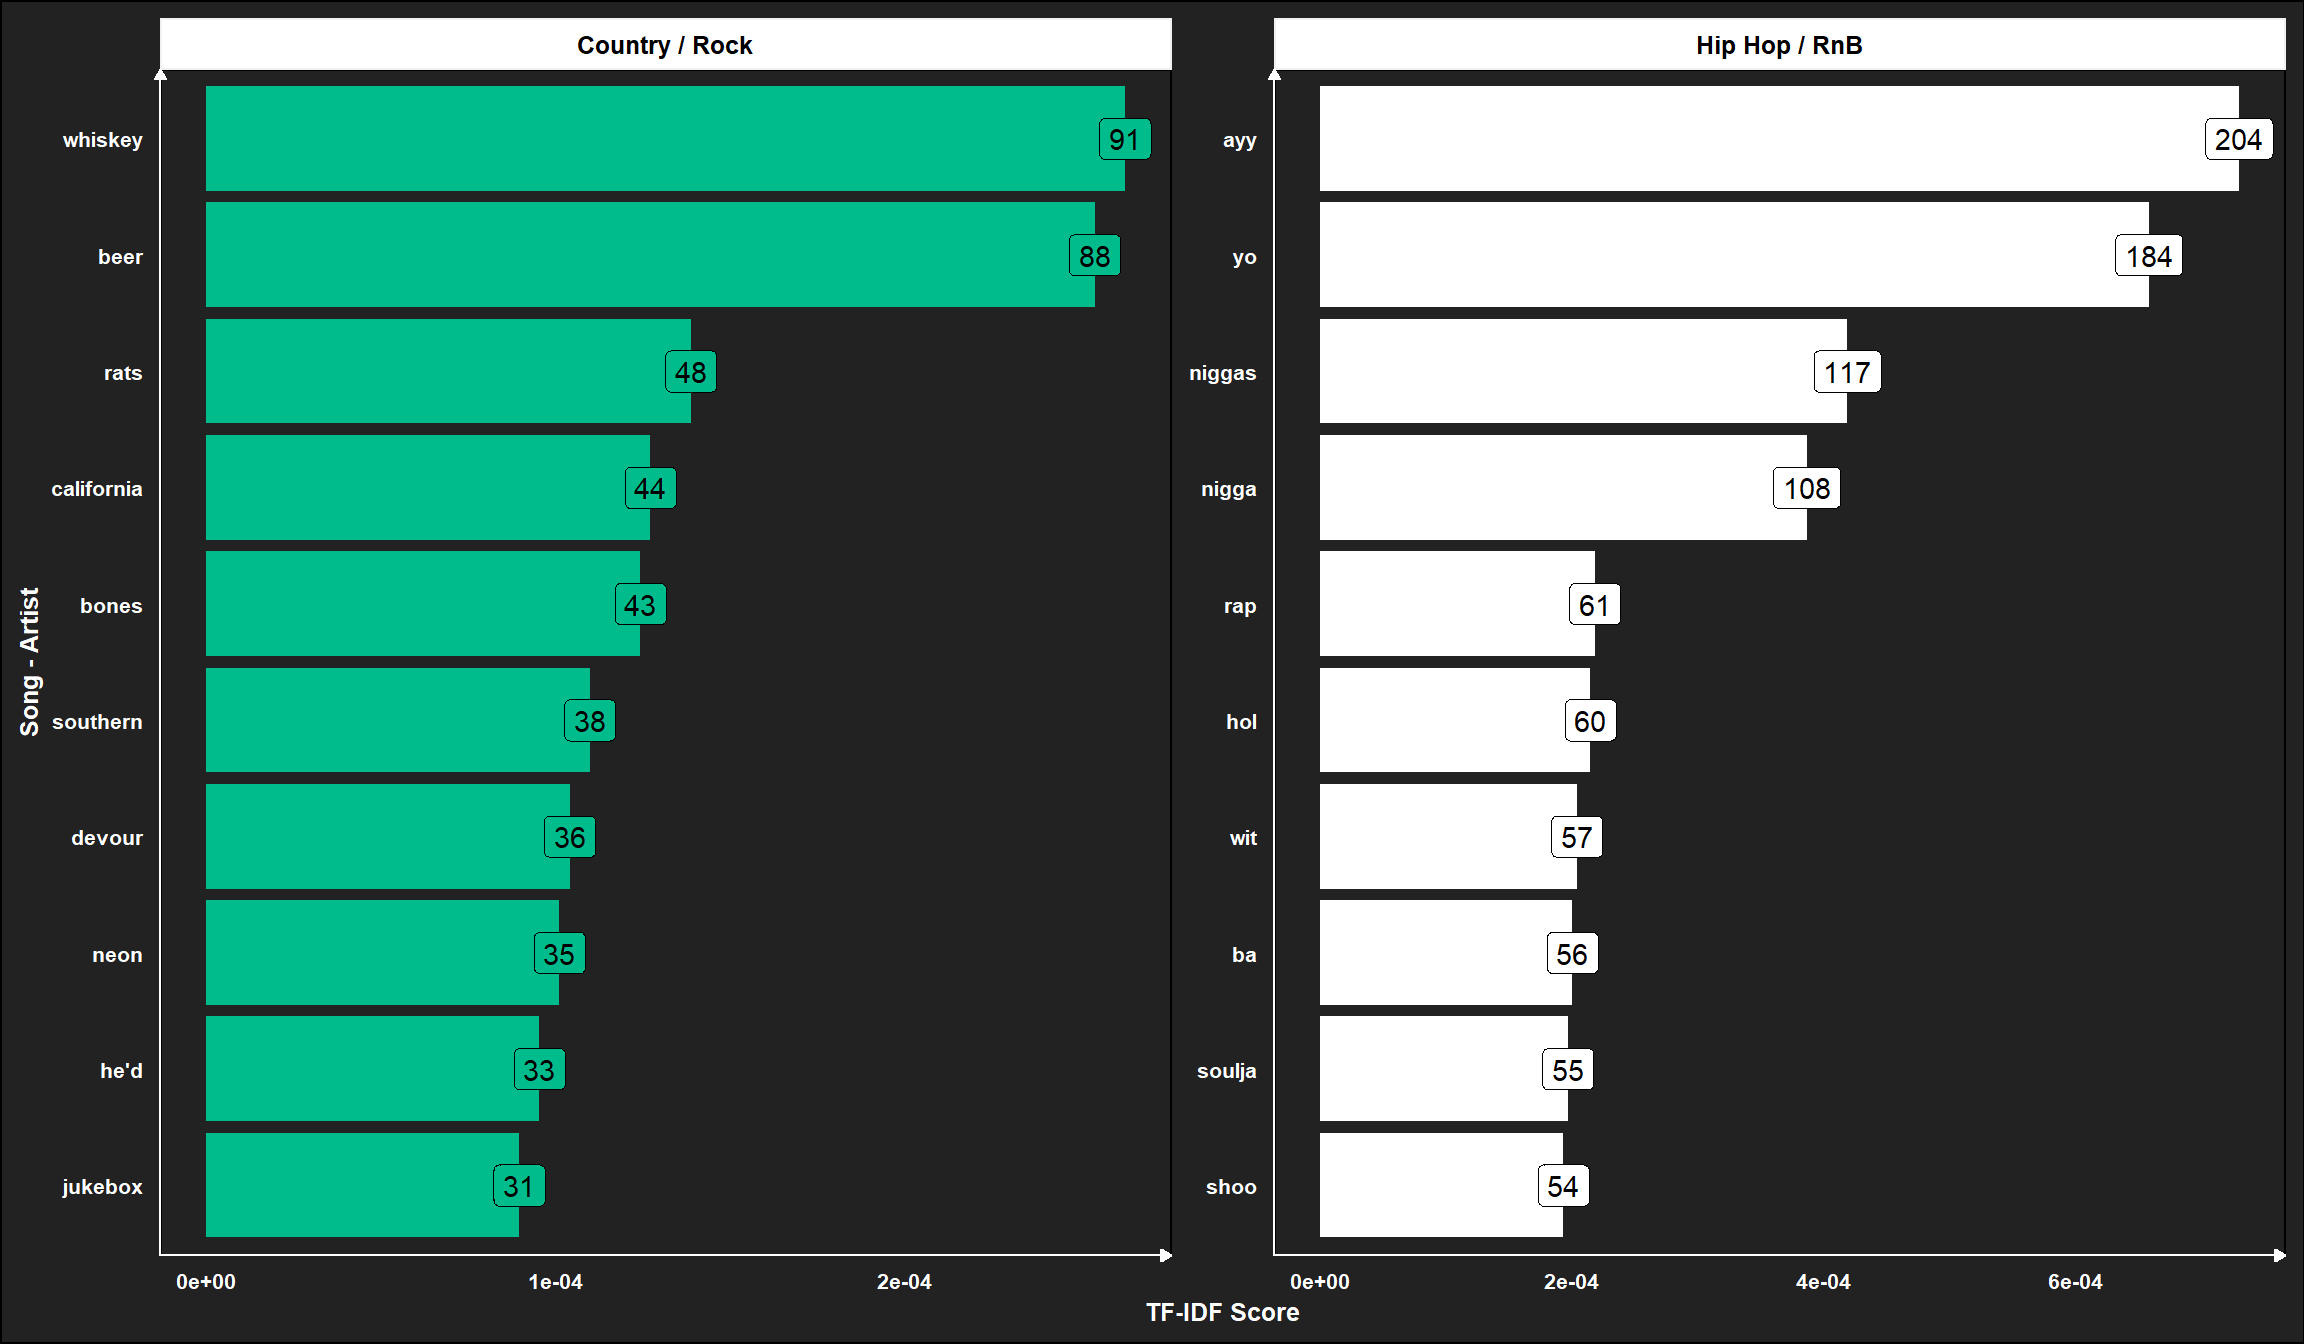 Country / Rock
Hip Hop / RnB
Song - Artist
whiskey 91
beer 88
rats 48
california 44
bones 43
southern 38
devour 36
neon 35
he'd 33
jukebox 31
0e+00 1e-04 2e-04
ayy 204
yo 184
niggas 117
nigga 108
rap 61
hol 60
wit 57
ba 56
soulja 55
shoo 54
0e+00 2e-04 4e-04 6e-04
TF-IDF Score